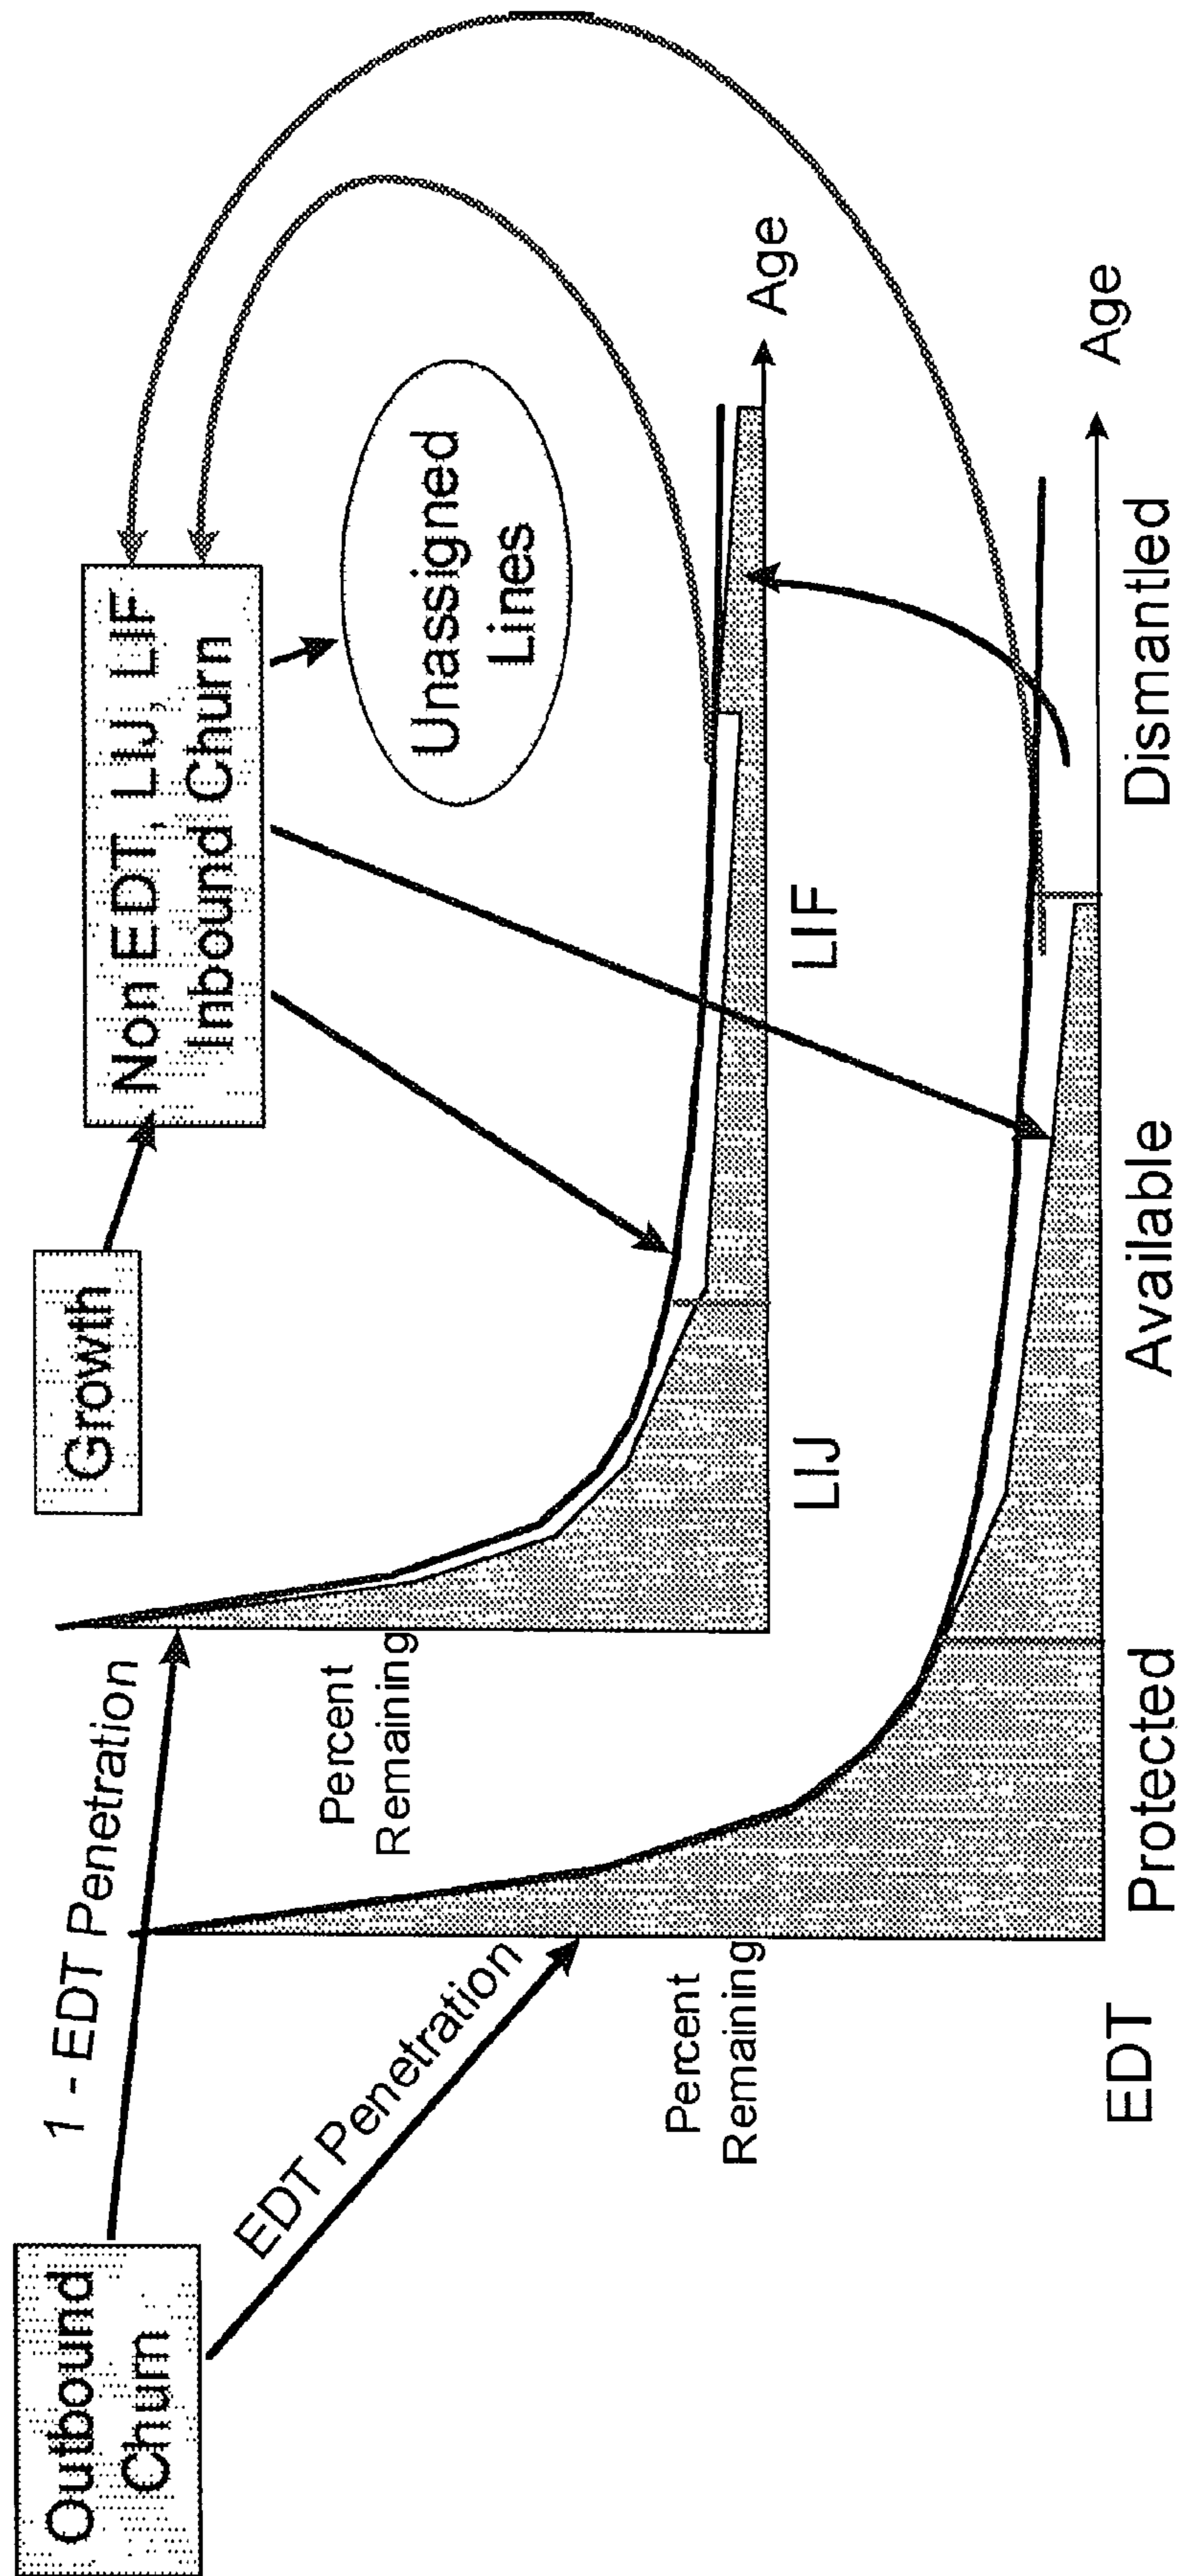 Outbound
Churn
1 - EDT Penetration
EDT Penetration
Growth
Non EDT, LIJ, LIF
Inbound Churn
Unassigned
Lines
Percent
Remaining
Age
LIJ
LIF
Percent
Remaining
Age
EDT
Protected
Available
Dismantled